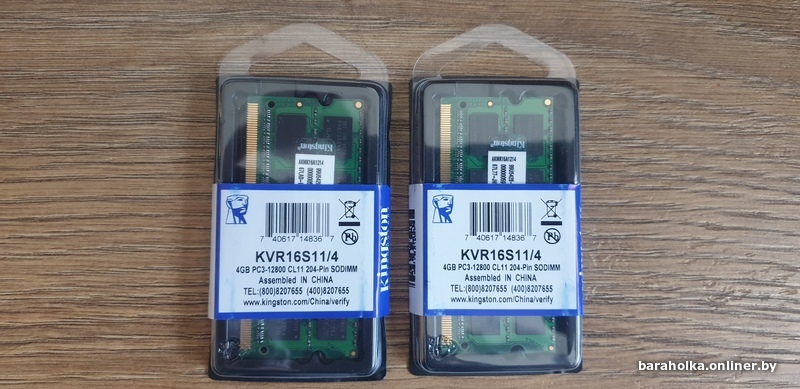 Kingston
7 40617 14836 7
KVR16S11/4
4GB PC3-12800 CL11 204-Pin SODIMM
Assembled IN CHINA
TEL:(800)8207655 (400)8207655
www.kingston.com/China/verify
Kingston
Kingston
7 40617 14836 7
KVR16S11/4
4GB PC3-12800 CL11 204-Pin SODIMM
Assembled IN CHINA
TEL:(800)8207655 (400)8207655
www.kingston.com/China/verify
baraholka.onliner.by